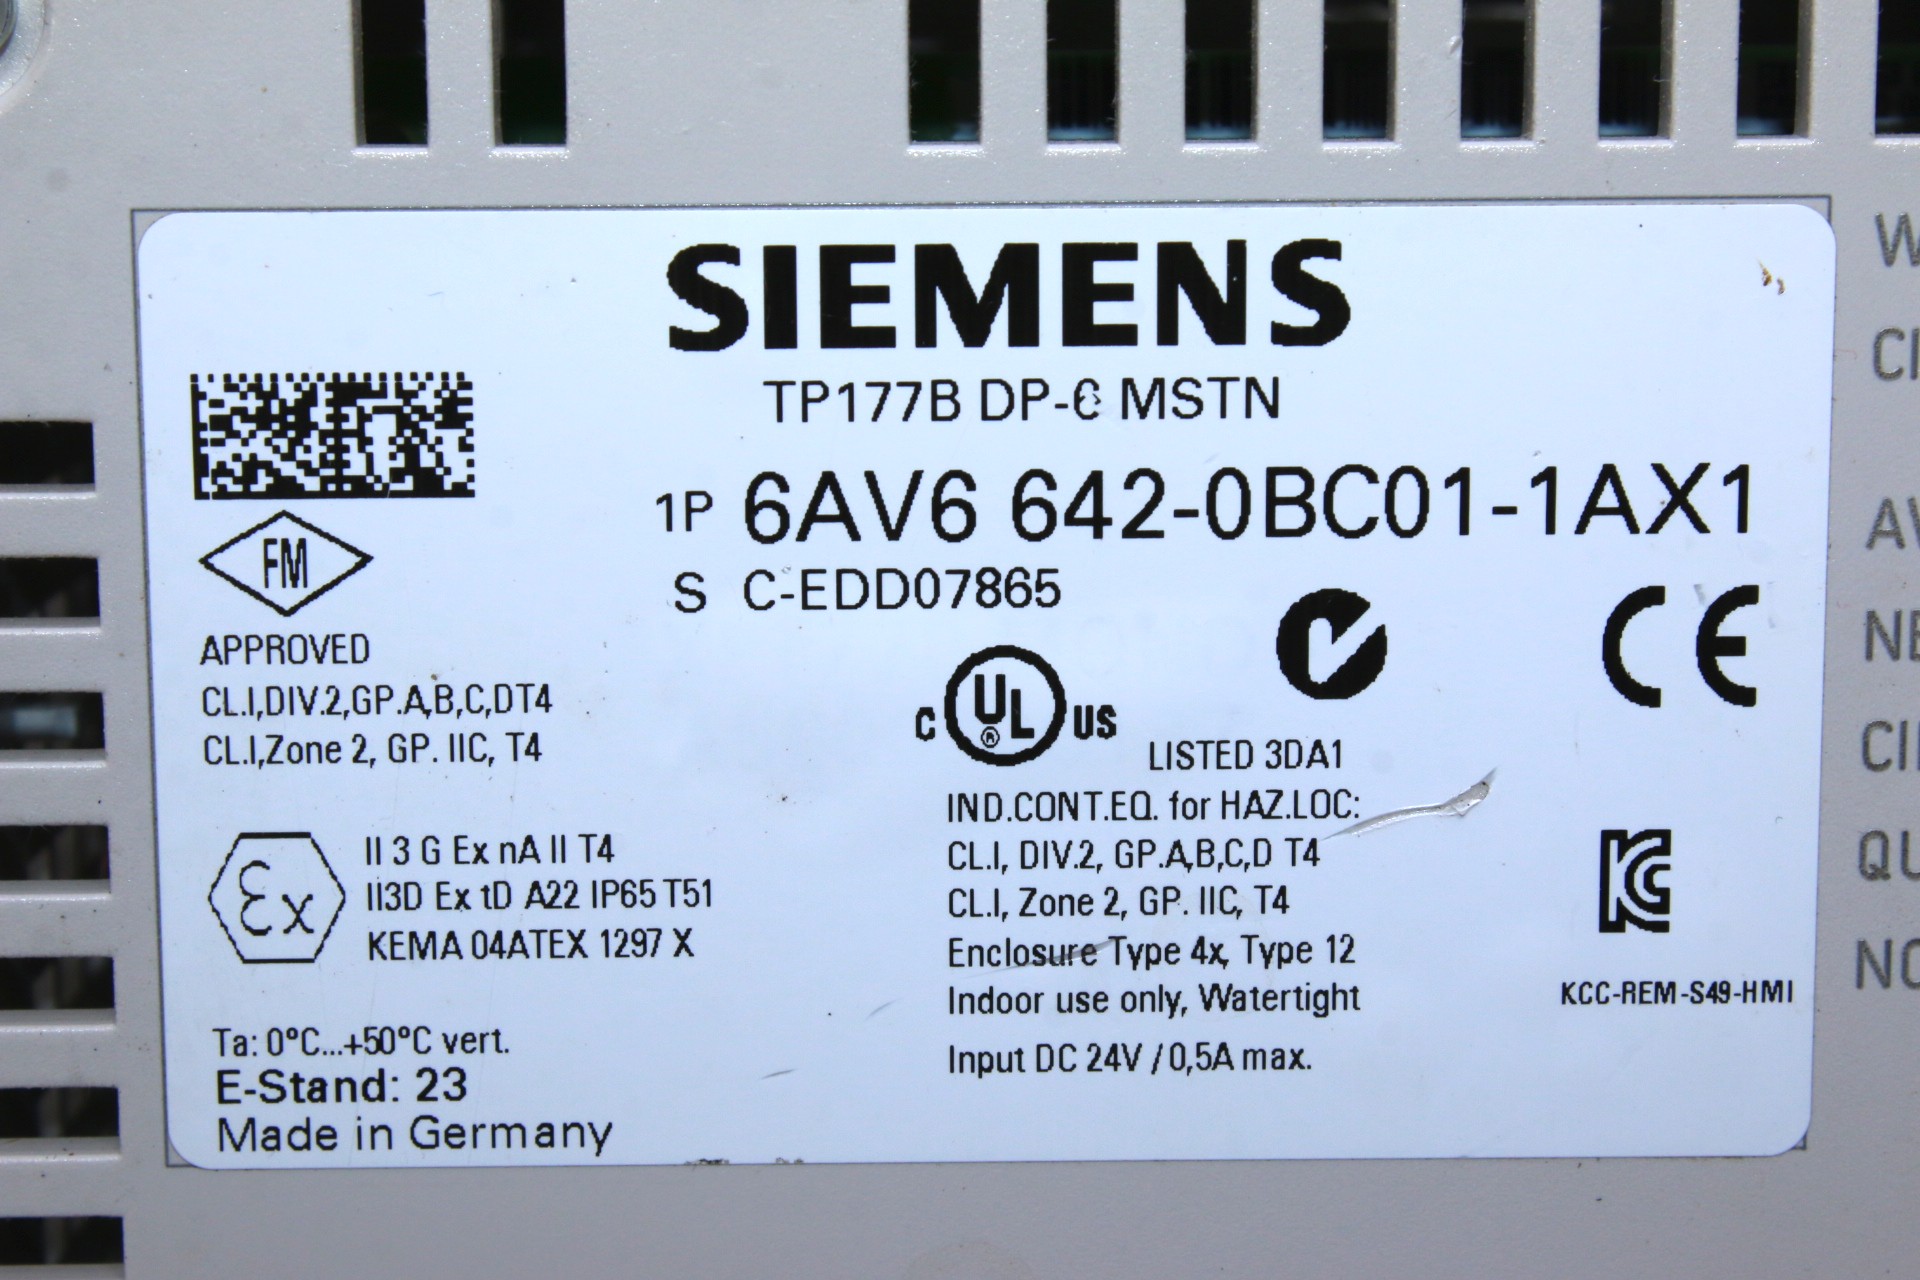 SIEMENS
TP177B DP-6 MSTN
1P 6AV6 642-0BC01-1AX1
S C-EDD07865
FM
APPROVED
CL.I,DIV.2,GP.A,B,C,DT4
CL.I,Zone 2, GP. IIC, T4
C UL ® US
LISTED 3DA1
CE
IND.CONT.EQ. for HAZ.LOC:
CL.I, DIV.2, GP.A,B,C,D T4
CL.I, Zone 2, GP. IIC, T4
Enclosure Type 4x, Type 12
Indoor use only, Watertight
Input DC 24V / 0,5A max.
Ex
II 3 G Ex nA II T4
II3D Ex tD A22 IP65 T51
KEMA 04ATEX 1297 X
KC
KCC-REM-S49-HMI
Ta: 0°C...+50°C vert.
E-Stand: 23
Made in Germany